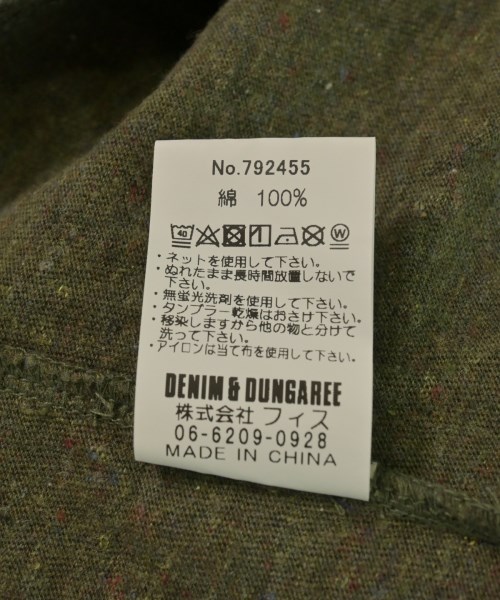 No.792455
綿 100%
40 W
・ネットを使用して下さい。
・ぬれたまま長時間放置しないで
下さい。
・無蛍光洗剤を使用して下さい。
・タンブラー乾燥はおさけ下さい。
・移染しますから他の物と分けて
洗って下さい。
・アイロンは当て布を使用して下さい。
DENIM & DUNGAREE
株式会社 フィス
06-6209-0928
MADE IN CHINA